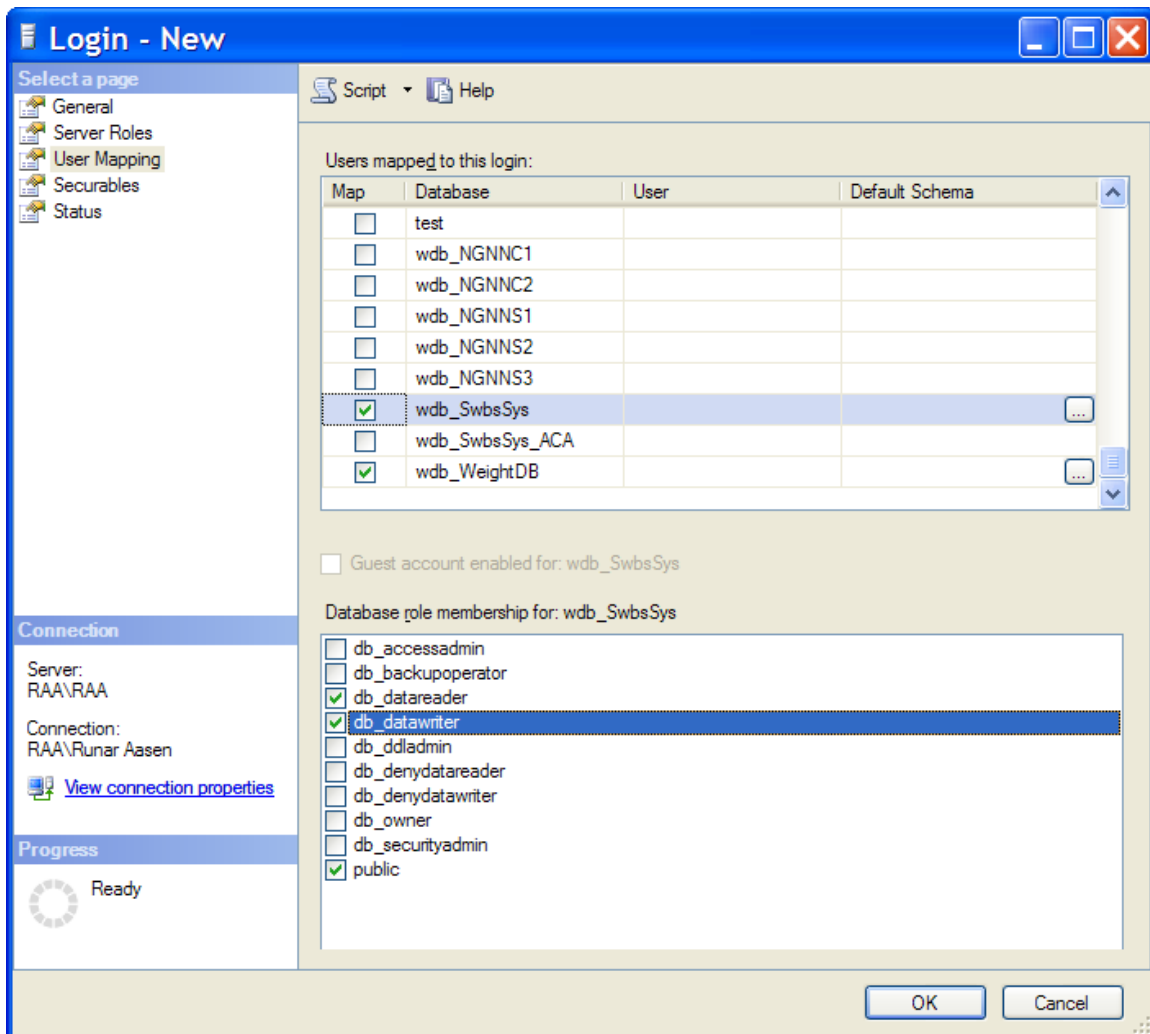 Login - New
Select a page
General
Server Roles
User Mapping
Securables
Status
Script Help
Users mapped to this login:
Map Database User Default Schema
test
wdb_NGNNC1
wdb_NGNNC2
wdb_NGNNS1
wdb_NGNNS2
wdb_NGNNS3
wdb_SwbsSys ...
wdb_SwbsSys_ACA
wdb_WeightDB ...
Guest account enabled for: wdb_SwbsSys
Database role membership for: wdb_SwbsSys
db_accessadmin
db_backupoperator
db_datareader
db_datawriter
db_ddladmin
db_denydatareader
db_denydatawriter
db_owner
db_securityadmin
public
Connection
Server:
RAA\RAA
Connection:
RAA\Runar Aasen
View connection properties
Progress
Ready
OK Cancel